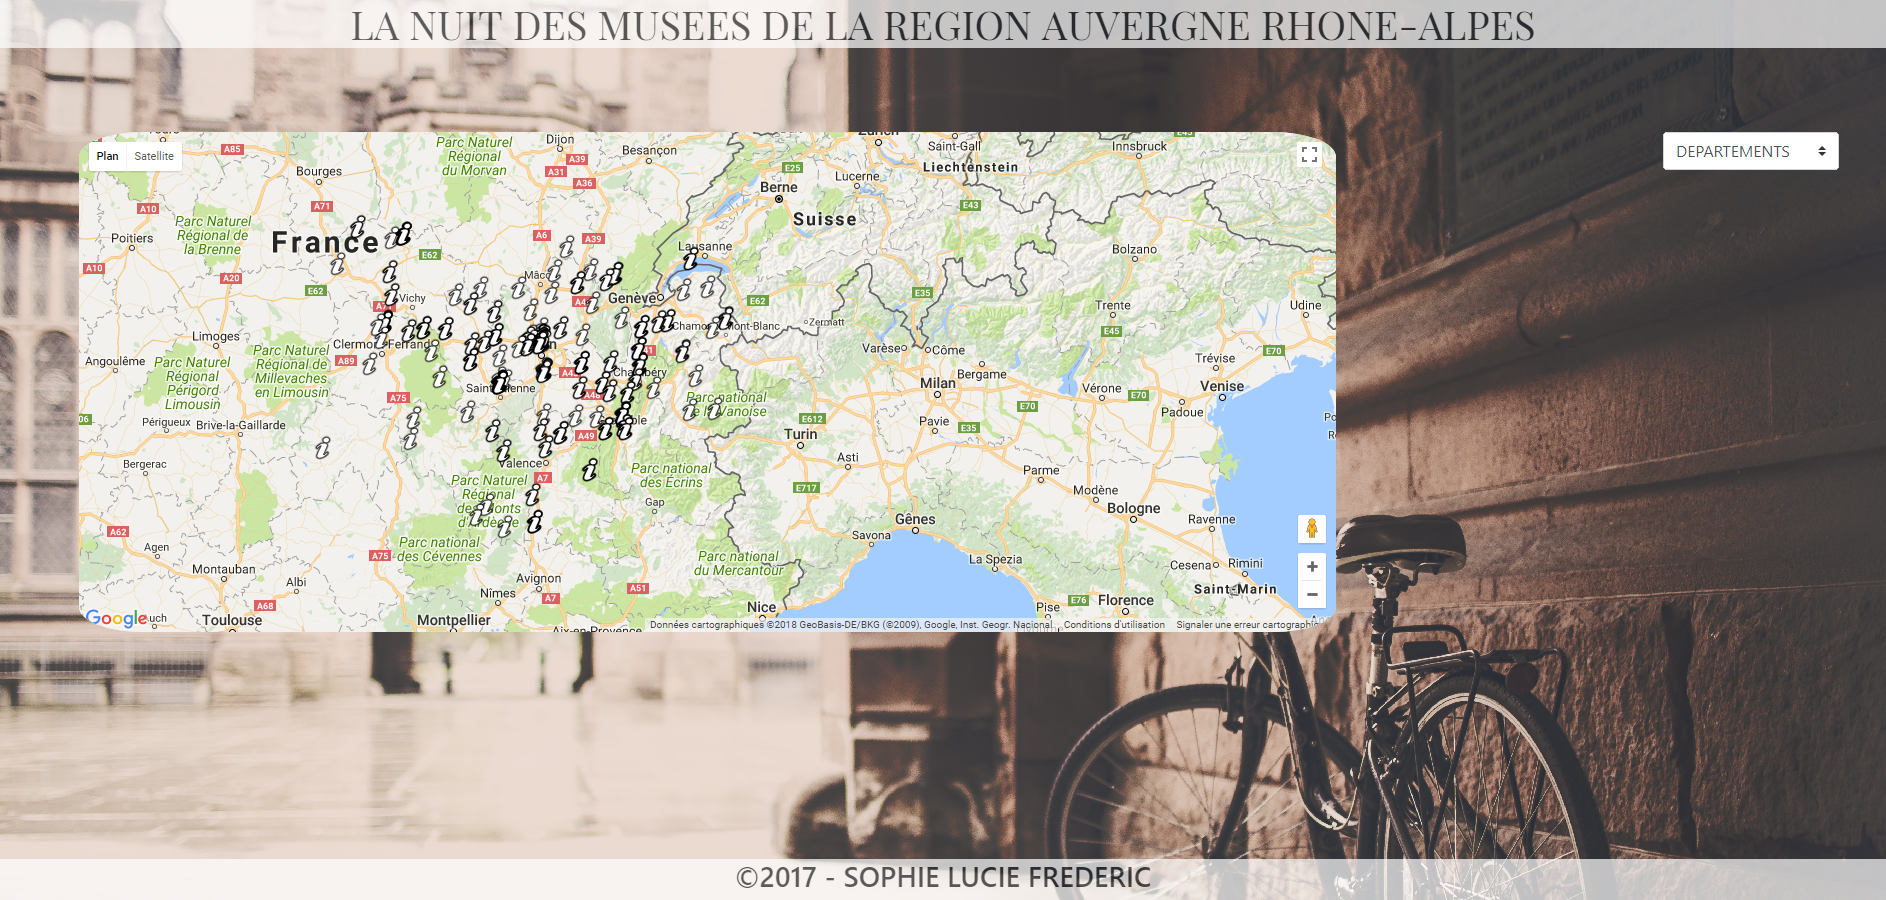 LA NUIT DES MUSEES DE LA REGION AUVERGNE RHONE-ALPES
Plan Satellite
DEPARTEMENTS
Dijon
Besançon
Bourges
Parc Naturel
Régional
du Morvan
Zurich
Saint-Gall
Innsbruck
Liechtenstein
Lucerne
Berne
Suisse
A85
A39
A31
A36
E25
E45
A71
A10
E43
Parc Naturel
Régional de
la Brenne
Poitiers
France
A6
A39
Lausanne
Bolzano
E62
A10
A20
E62
Vichy
Mâcon
Genève
E62
E35
Trente
Udine
Limoges
Chamonix-Mont-Blanc
Zermatt
E45
Clermont-Ferrand
A89
Angoulême
Parc Naturel
Régional
Périgord
Limousin
Parc Naturel
Régional de
Millevaches
en Limousin
Varèse
Côme
Bergame
Trévise
E70
Chambéry
Saint-Étienne
A48
A75
Milan
Vérone
Venise
E70
E70
Padoue
Parc national
de la Vanoise
Périgueux
Brive-la-Gaillarde
E612
Pavie
E35
Turin
A49
Bergerac
Valence
A7
Asti
Parme
Parc national
des Écrins
Parc Naturel
Régional
des Monts
d'Ardèche
Gap
E717
Modène
Bologne
Gênes
Ravenne
A62
Savona
Agen
A75
Parc national
des Cévennes
Parc national
du Mercantour
La Spezia
Cesena
Rimini
Montauban
Albi
Avignon
A51
Nîmes
A7
Saint-Marin
A68
Nice
Pise
E76
Florence
Google
auch
Toulouse
Montpellier
Aix-en-Provence
Données cartographiques ©2018 GeoBasis-DE/BKG (©2009), Google, Inst. Geogr. Nacional
Conditions d'utilisation
Signaler une erreur cartographiq
©2017 - SOPHIE LUCIE FREDERIC